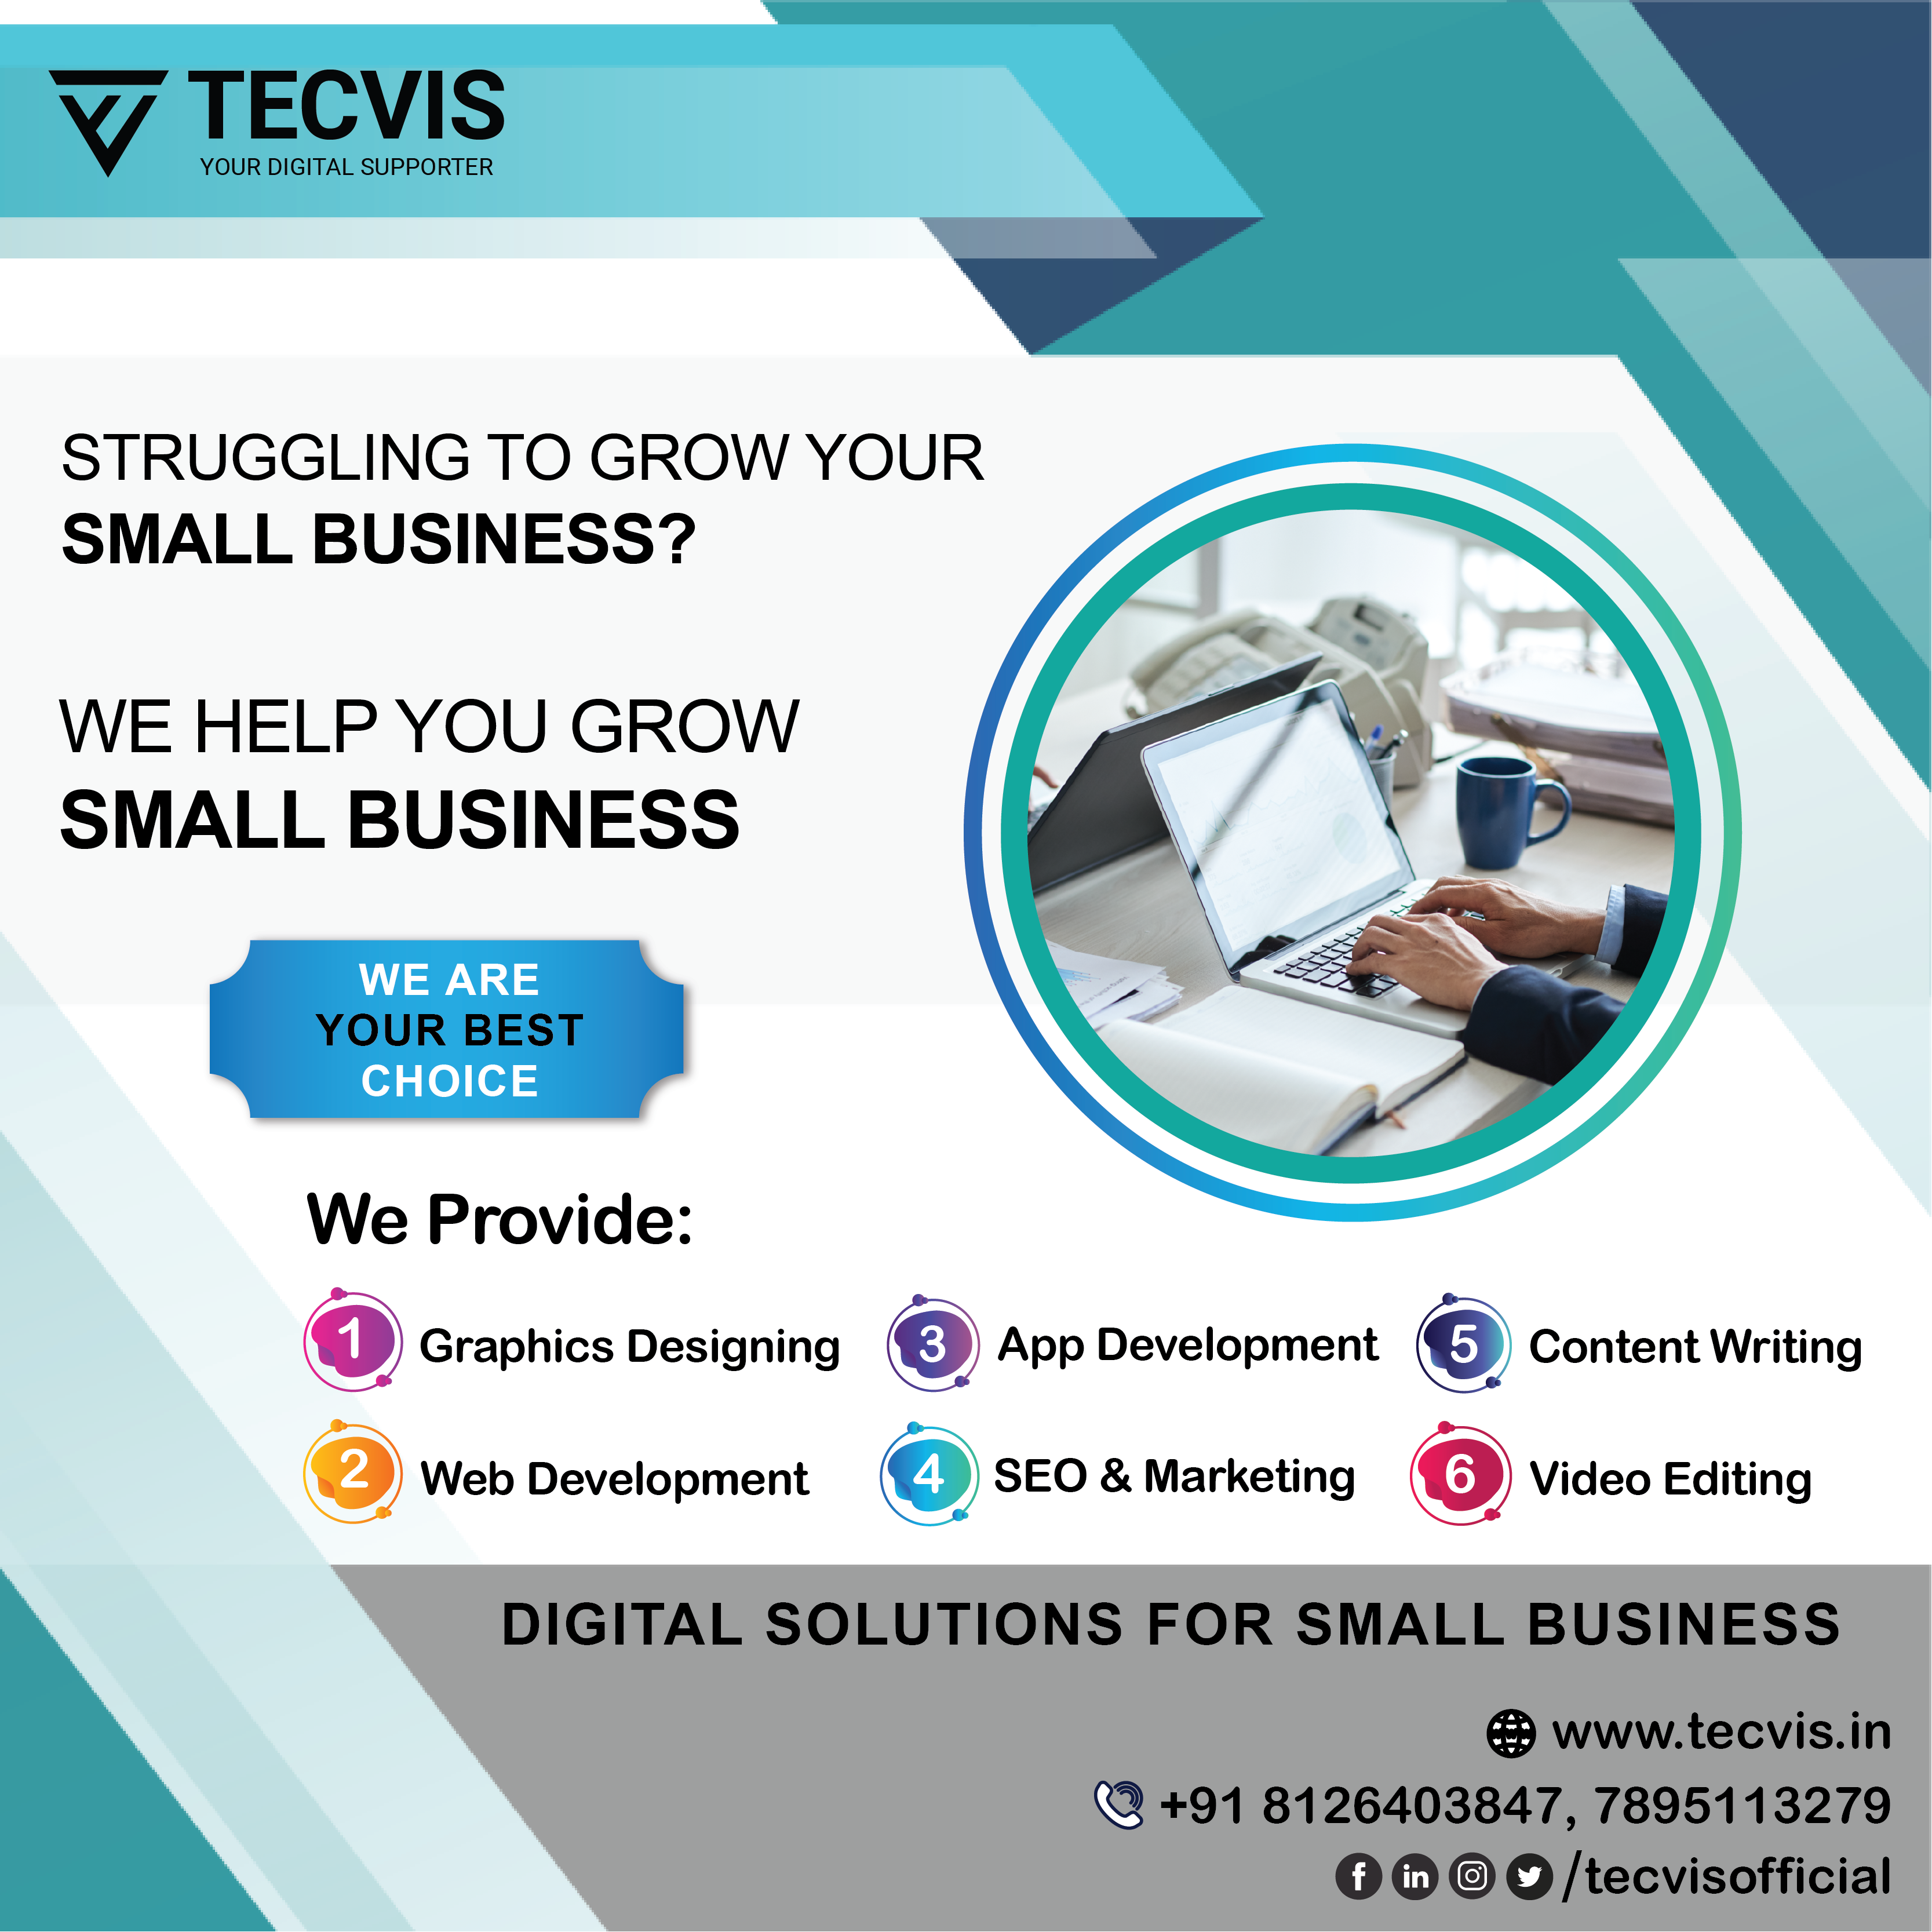 TECVIS
YOUR DIGITAL SUPPORTER
STRUGGLING TO GROW YOUR
SMALL BUSINESS?
WE HELP YOU GROW
SMALL BUSINESS
WE ARE
YOUR BEST
CHOICE
We Provide:
1 Graphics Designing
2 Web Development
3 App Development
4 SEO & Marketing
5 Content Writing
6 Video Editing
DIGITAL SOLUTIONS FOR SMALL BUSINESS
www.tecvis.in
+91 8126403847, 7895113279
/tecvisofficial